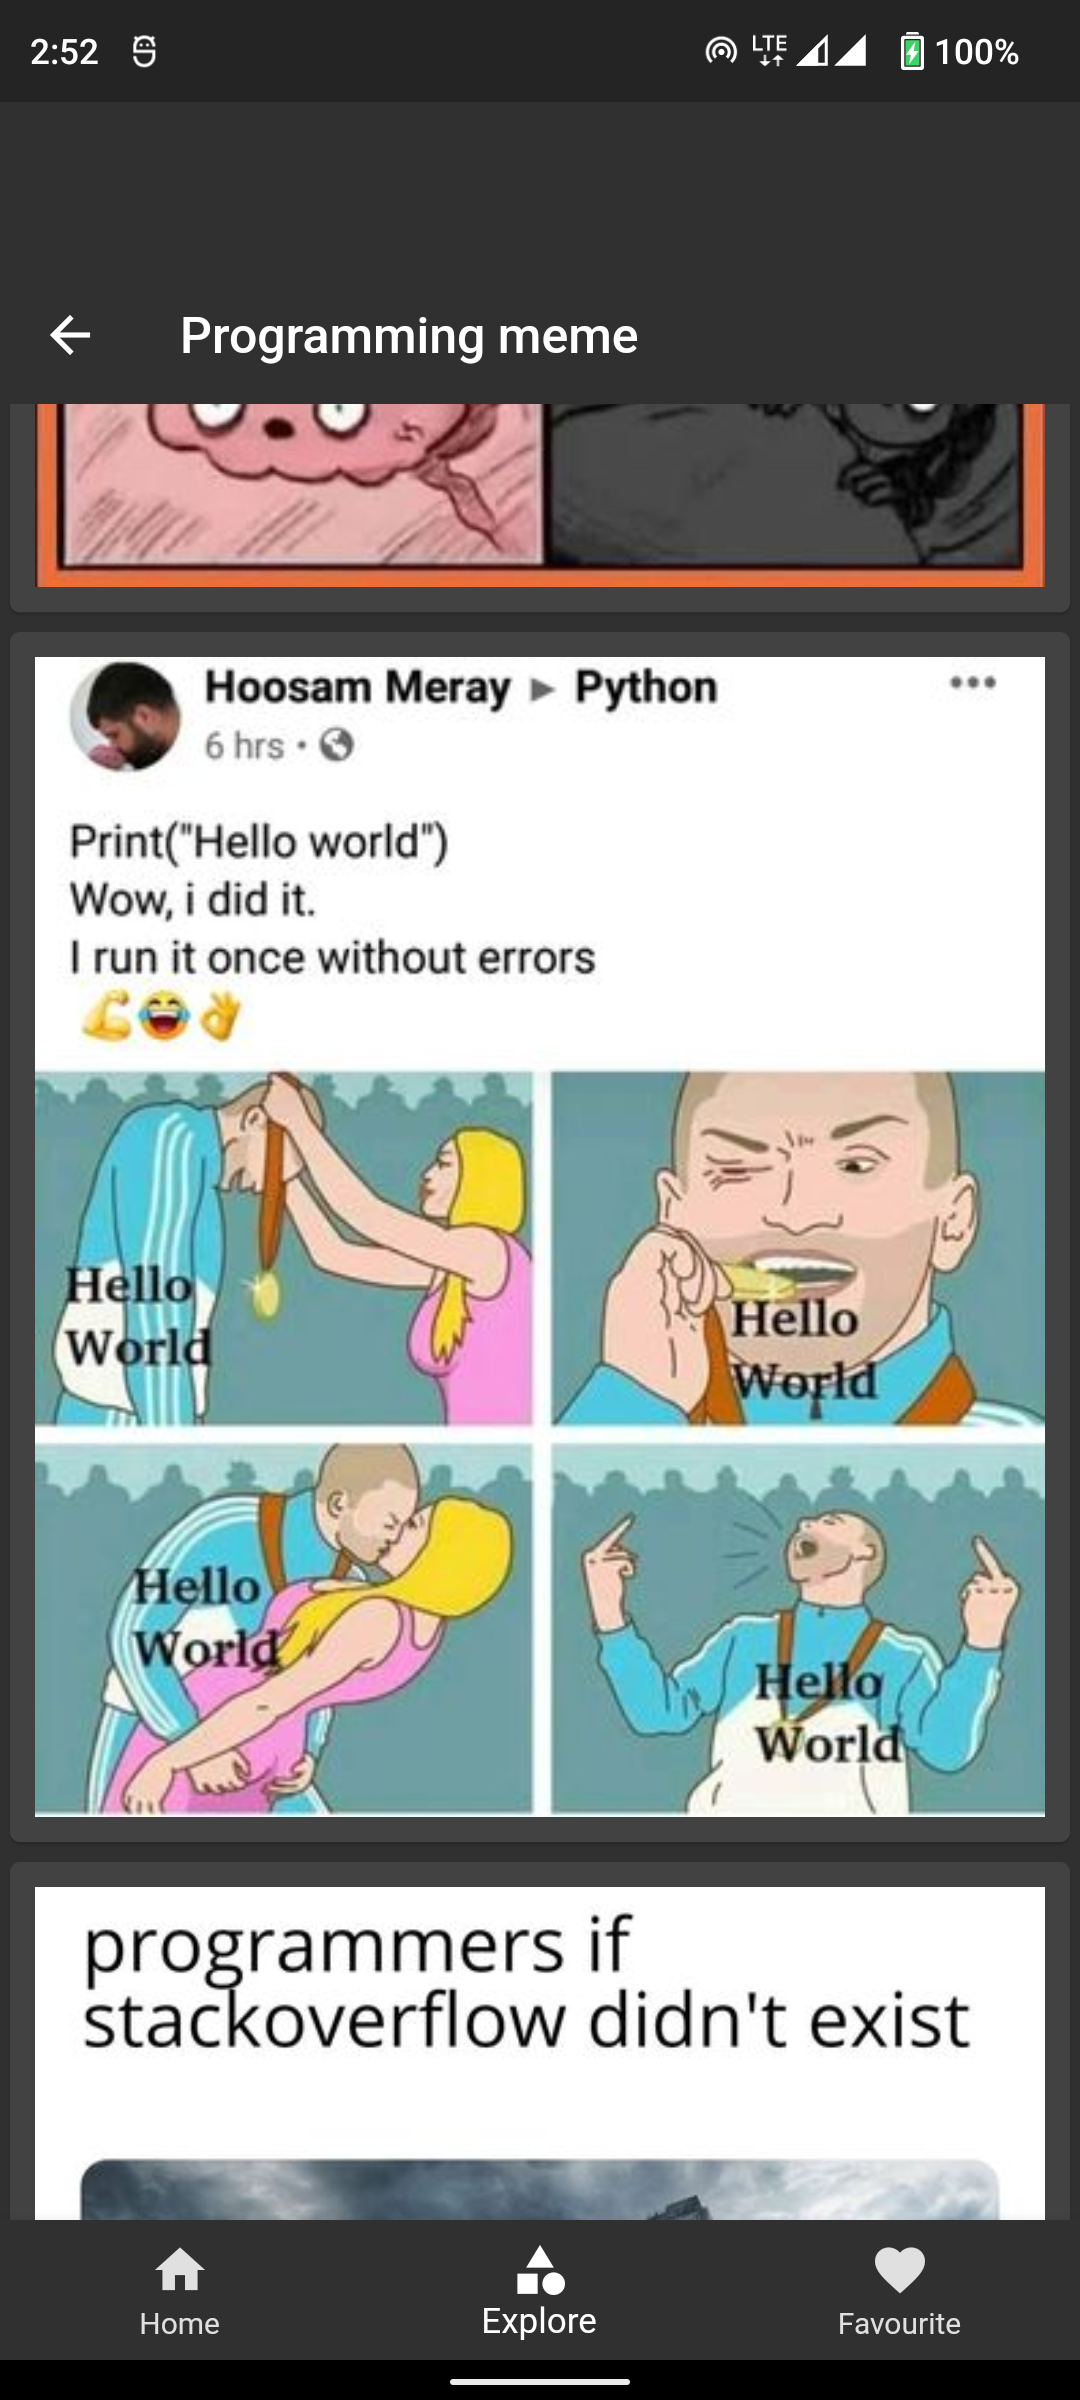 2:52
LTE
100%
Programming meme
Hoosam Meray ▸ Python
6 hrs •
Print("Hello world")
Wow, i did it.
I run it once without errors
💪😂👌
Hello
World
Hello
World
Hello
World
Hello
World
programmers if
stackoverflow didn't exist
Home
Explore
Favourite